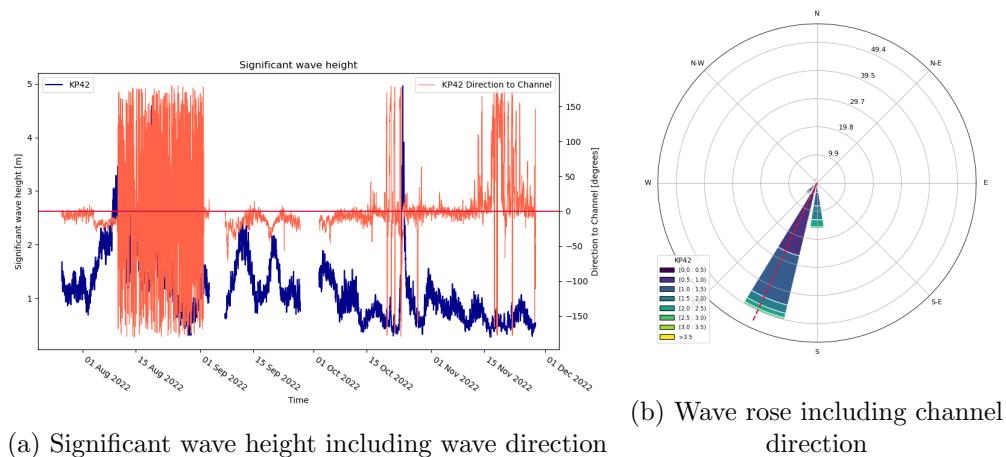 Significant wave height
KP42
KP42 Direction to Channel
Significant wave height [m]
5
4
3
2
1
150
100
50
0
−50
−100
−150
Direction to Channel [degrees]
01 Aug 2022
15 Aug 2022
01 Sep 2022
15 Sep 2022
01 Oct 2022
15 Oct 2022
01 Nov 2022
15 Nov 2022
01 Dec 2022
Time
(a) Significant wave height including wave direction
N
N-W
N-E
49.4
39.5
29.7
19.8
9.9
W
E
S-E
S
KP42
[0.0 : 0.5)
[0.5 : 1.0)
[1.0 : 1.5)
[1.5 : 2.0)
[2.0 : 2.5)
[2.5 : 3.0)
[3.0 : 3.5)
>3.5
(b) Wave rose including channel
direction